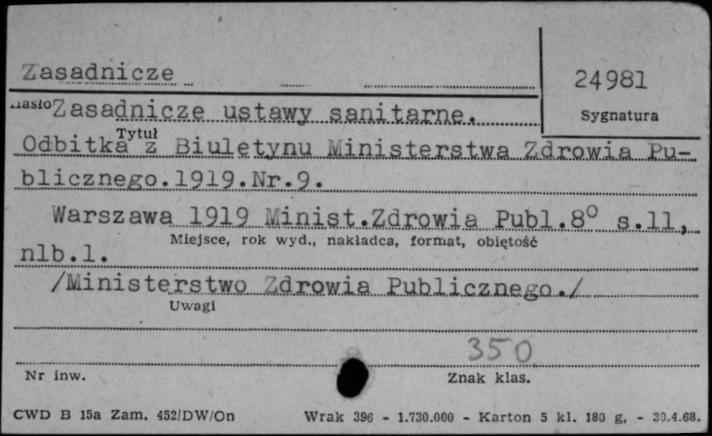 Zasadnicze
24981
Hasło Zasadnicze ustawy sanitarne.
Sygnatura
Tytuł
Odbitka z Biuletynu Ministerstwa Zdrowia Pu-
blicznego.1919.Nr.9.
Warszawa 1919 Minist.Zdrowia Publ.8° s.11,
Miejsce, rok wyd., nakładca, format, objętość
nlb.1.
/Ministerstwo Zdrowia Publicznego./
Uwagi
350
Nr inw.
Znak klas.
CWD B 15a Zam. 452/DW/On Wrak 396 - 1.730.000 - Karton 5 kl. 180 g, - 30.4.68.